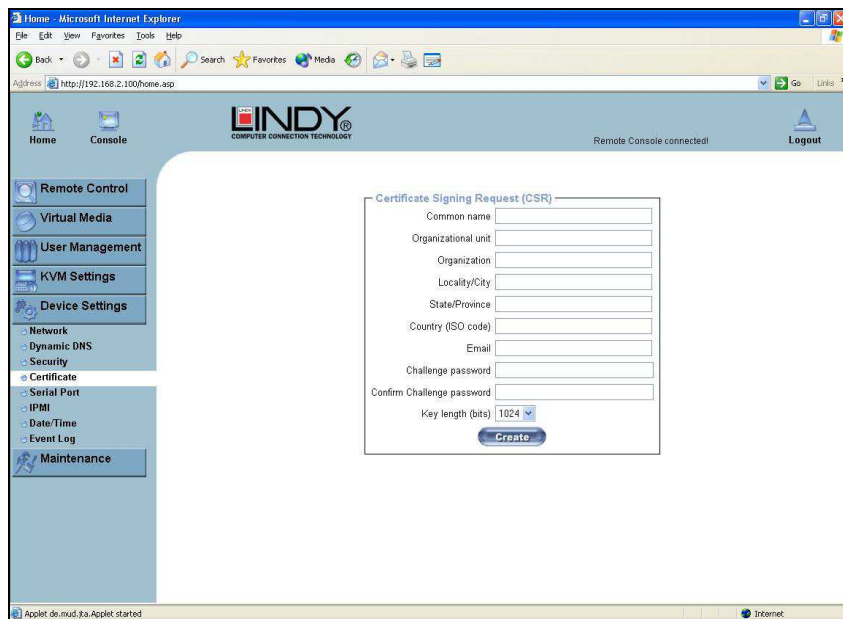 Home - Microsoft Internet Explorer
File Edit View Favorites Tools Help
Back Search Favorites Media
Address http://192.168.2.100/home.asp Go Links
Home Console LINDY® Remote Console connected! Logout
COMPUTER CONNECTION TECHNOLOGY
Remote Control
Virtual Media
User Management
KVM Settings
Device Settings
Network
Dynamic DNS
Security
Certificate
Serial Port
IPMI
Date/Time
Event Log
Maintenance
Certificate Signing Request (CSR)
Common name
Organizational unit
Organization
Locality/City
State/Province
Country (ISO code)
Email
Challenge password
Confirm Challenge password
Key length (bits) 1024
Create
Applet de.mud.jta.Applet started Internet